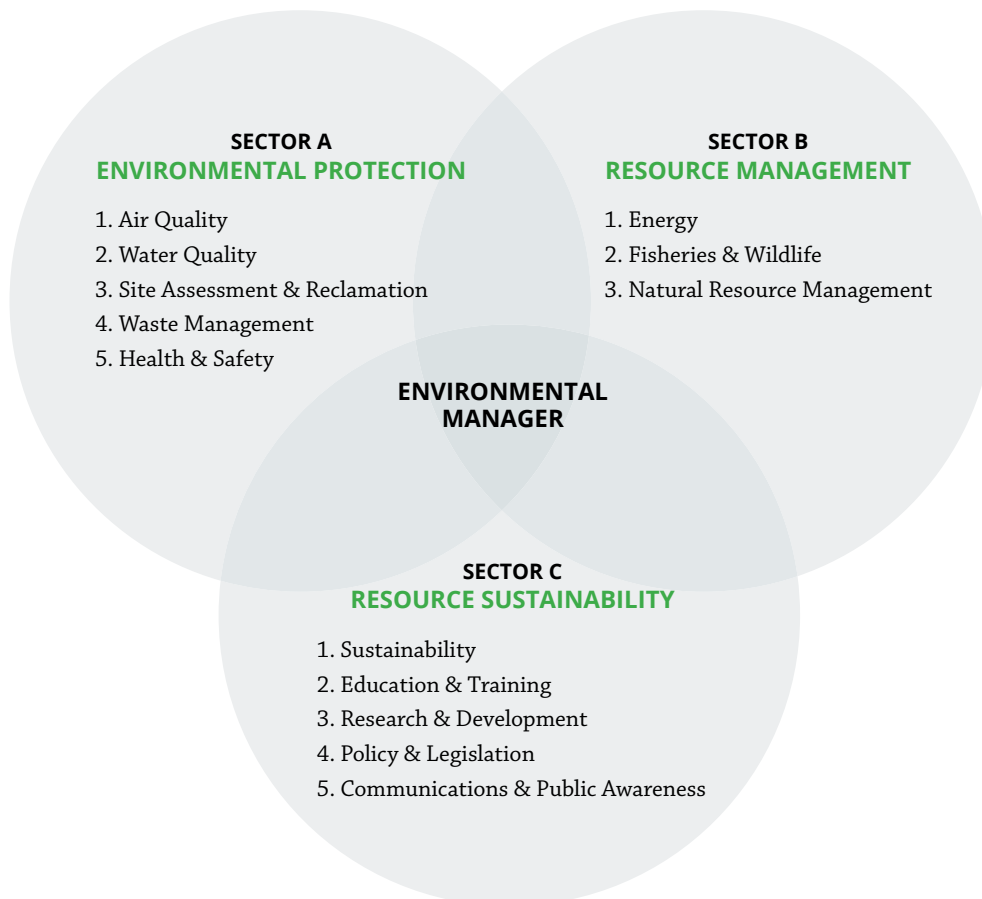 SECTOR A
ENVIRONMENTAL PROTECTION
1. Air Quality
2. Water Quality
3. Site Assessment & Reclamation
4. Waste Management
5. Health & Safety
SECTOR B
RESOURCE MANAGEMENT
1. Energy
2. Fisheries & Wildlife
3. Natural Resource Management
ENVIRONMENTAL
MANAGER
SECTOR C
RESOURCE SUSTAINABILITY
1. Sustainability
2. Education & Training
3. Research & Development
4. Policy & Legislation
5. Communications & Public Awareness